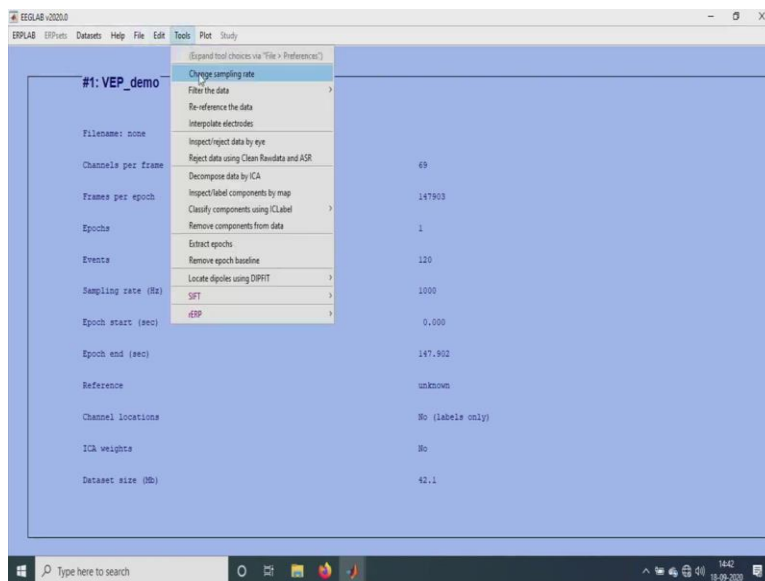 EEGLAB v2020.0
ERPLAB ERPsets Datasets Help File Edit Tools Plot Study
(Expand tool choices via "File > Preferences")
#1: VEP_demo
Change sampling rate
Filter the data
Re-reference the data
Interpolate electrodes
Inspect/reject data by eye
Reject data using Clean Rawdata and ASR
Decompose data by ICA
Inspect/label components by map
Classify components using ICLabel
Remove components from data
Extract epochs
Remove epoch baseline
Locate dipoles using DIPFIT
SIFT
rERP
Filename: none
Channels per frame 69
Frames per epoch 147903
Epochs 1
Events 120
Sampling rate (Hz) 1000
Epoch start (sec) 0.000
Epoch end (sec) 147.902
Reference unknown
Channel locations No (labels only)
ICA weights No
Dataset size (Mb) 42.1
Type here to search
14:42
18-09-2020